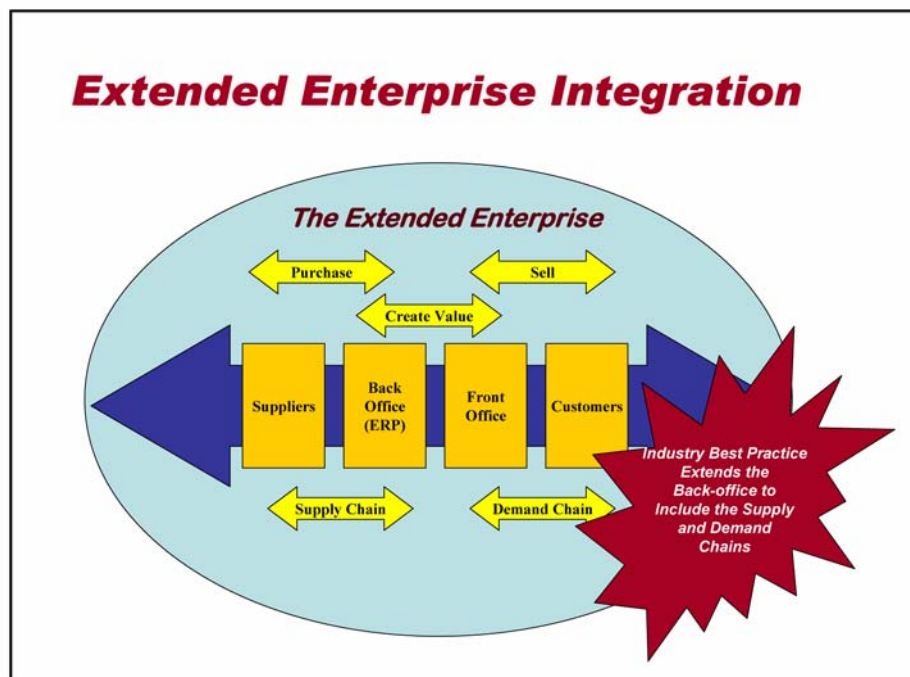 Extended Enterprise Integration
The Extended Enterprise
Purchase
Sell
Create Value
Suppliers
Back
Office
(ERP)
Front
Office
Customers
Supply Chain
Demand Chain
Industry Best Practice
Extends the
Back-office to
Include the Supply
and Demand
Chains